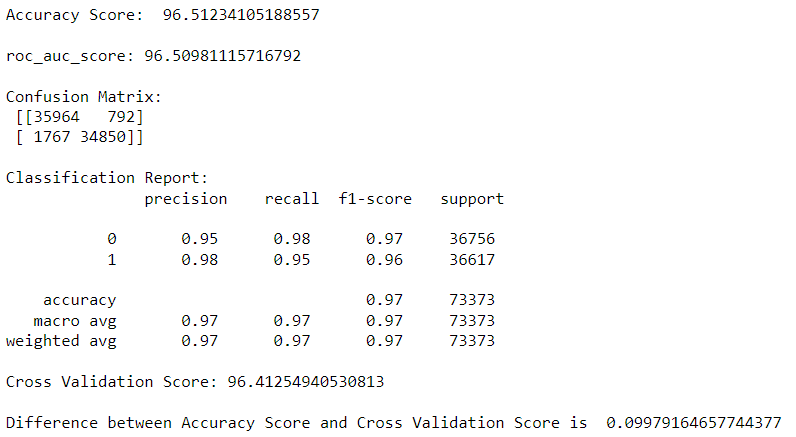 Accuracy Score:  96.51234105188557
roc_auc_score: 96.50981115716792
Confusion Matrix:
[[35964   792]
[ 1767 34850]]
Classification Report:
precision    recall  f1-score   support
0       0.95      0.98      0.97     36756
1       0.98      0.95      0.96     36617
accuracy                           0.97     73373
macro avg       0.97      0.97      0.97     73373
weighted avg       0.97      0.97      0.97     73373
Cross Validation Score: 96.41254940530813
Difference between Accuracy Score and Cross Validation Score is  0.09979164657744377